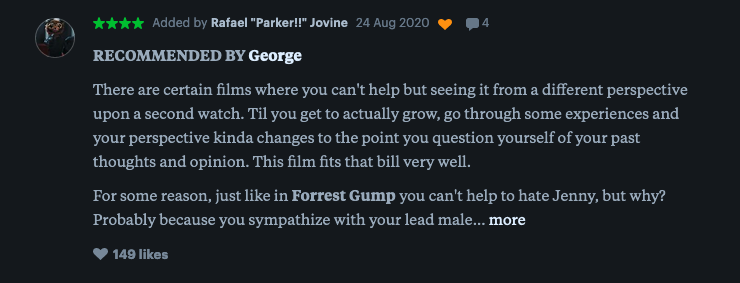 ★★★★ Added by Rafael "Parker!!" Jovine 24 Aug 2020 4
RECOMMENDED BY George
There are certain films where you can't help but seeing it from a different perspective
upon a second watch. Til you get to actually grow, go through some experiences and
your perspective kinda changes to the point you question yourself of your past
thoughts and opinion. This film fits that bill very well.
For some reason, just like in Forrest Gump you can't help to hate Jenny, but why?
Probably because you sympathize with your lead male... more
149 likes